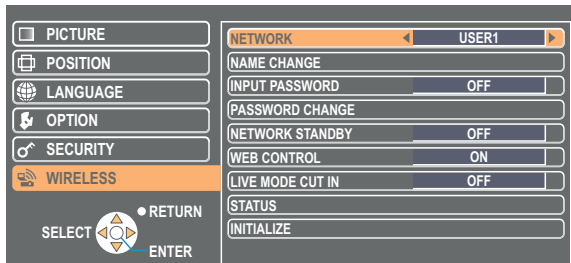 PICTURE
POSITION
LANGUAGE
OPTION
SECURITY
WIRELESS
RETURN
SELECT
ENTER
NETWORK USER1
NAME CHANGE
INPUT PASSWORD OFF
PASSWORD CHANGE
NETWORK STANDBY OFF
WEB CONTROL ON
LIVE MODE CUT IN OFF
STATUS
INITIALIZE